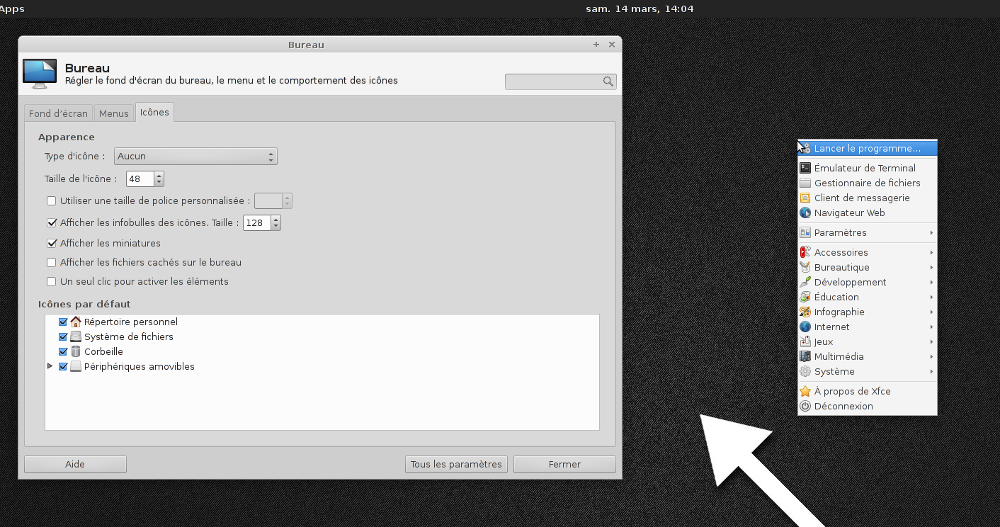 Apps
sam. 14 mars, 14:04
Bureau
Bureau
Régler le fond d'écran du bureau, le menu et le comportement des icônes
Fond d'écran
Menus
Icônes
Apparence
Type d'icône :
Aucun
Taille de l'icône :
48
Utiliser une taille de police personnalisée :
Afficher les infobulles des icônes. Taille :
128
Afficher les miniatures
Afficher les fichiers cachés sur le bureau
Un seul clic pour activer les éléments
Icônes par défaut
Répertoire personnel
Système de fichiers
Corbeille
Périphériques amovibles
Aide
Tous les paramètres
Fermer
Lancer le programme...
Émulateur de Terminal
Gestionnaire de fichiers
Client de messagerie
Navigateur Web
Paramètres
Accessoires
Bureautique
Développement
Éducation
Infographie
Internet
Jeux
Multimédia
Système
À propos de Xfce
Déconnexion